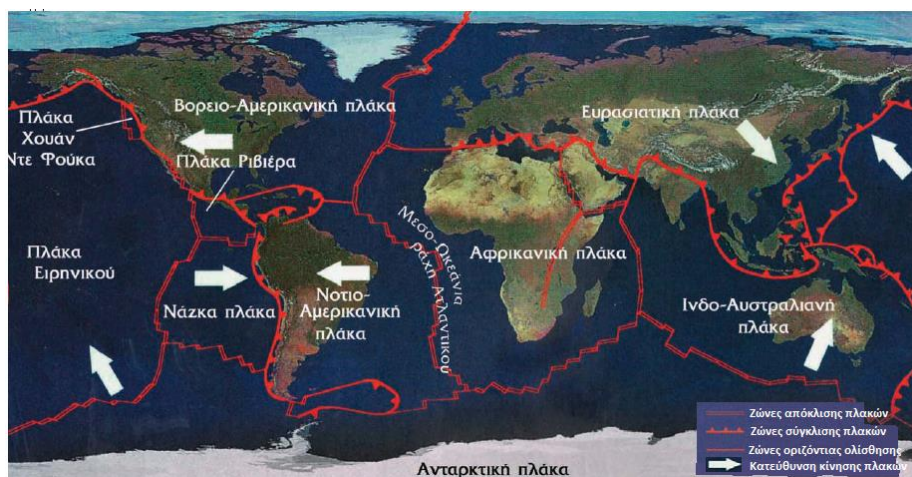 Πλάκα
Χουάν
Ντε Φούκα
Βορειο-Αμερικανική πλάκα
Πλάκα Ριβιέρα
Ευρασιατική πλάκα
Πλάκα
Ειρηνικού
Νάζκα πλάκα
Νοτιο-
Αμερικανική
πλάκα
Μεσο-Ωκεάνια
ράχη Ατλαντικού
Αφρικανική πλάκα
Ινδο-Αυστραλιανή
πλάκα
Ανταρκτική πλάκα
Ζώνες απόκλισης πλακών
Ζώνες σύγκλισης πλακών
Ζώνες οριζόντιας ολίσθησης
Κατεύθυνση κίνησης πλακών